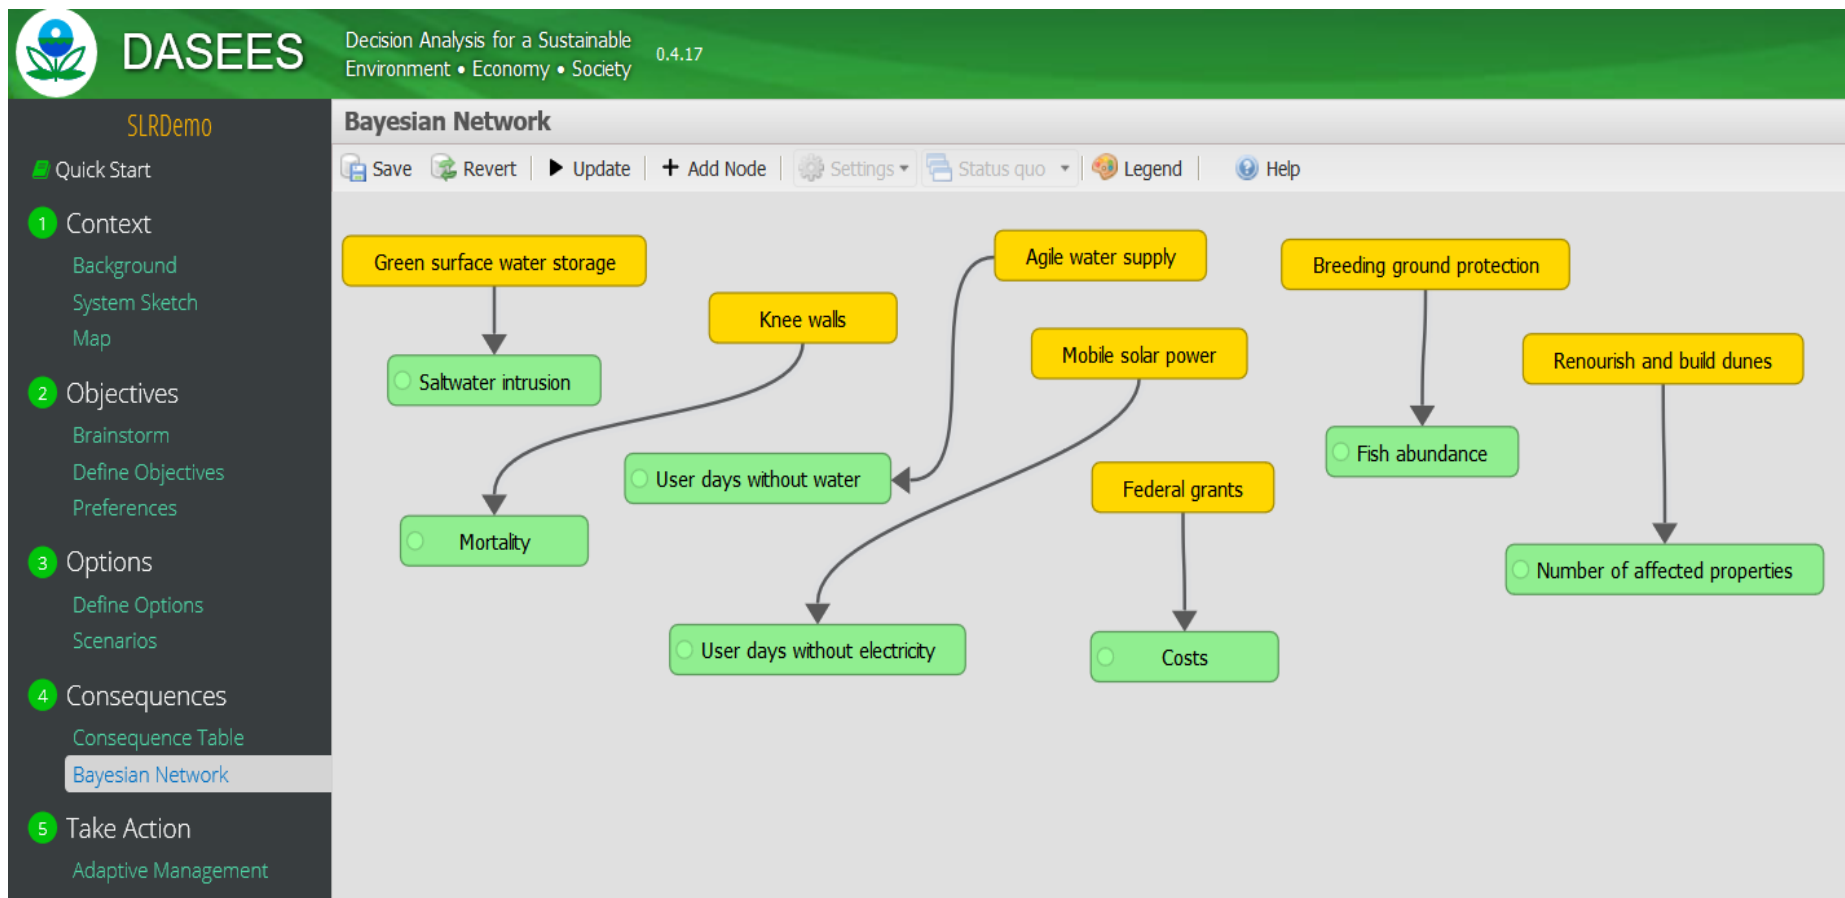 DASEES
Decision Analysis for a Sustainable
Environment • Economy • Society
0.4.17
SLRDemo
Quick Start
1 Context
Background
System Sketch
Map
2 Objectives
Brainstorm
Define Objectives
Preferences
3 Options
Define Options
Scenarios
4 Consequences
Consequence Table
Bayesian Network
5 Take Action
Adaptive Management
Bayesian Network
Save Revert Update + Add Node Settings Status quo Legend Help
Green surface water storage
Agile water supply
Breeding ground protection
Knee walls
Mobile solar power
Renourish and build dunes
Saltwater intrusion
User days without water
Federal grants
Fish abundance
Mortality
Number of affected properties
User days without electricity
Costs